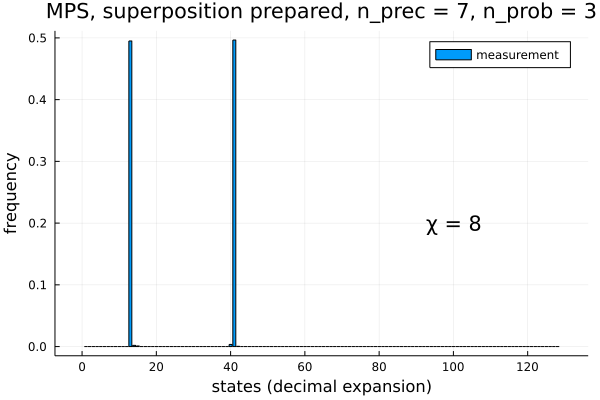 MPS, superposition prepared, n_prec = 7, n_prob = 3
measurement
χ = 8
frequency
0.5
0.4
0.3
0.2
0.1
0.0
0 20 40 60 80 100 120
states (decimal expansion)